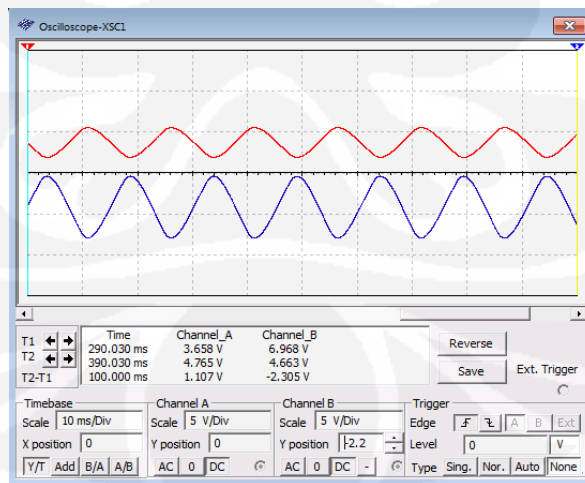 Oscilloscope-XSC1
T1
T2
T2-T1
Time Channel_A Channel_B
290.030 ms 3.658 V 6.968 V
390.030 ms 4.765 V 4.663 V
100.000 ms 1.107 V -2.305 V
Reverse
Save
Ext. Trigger
Timebase
Scale 10 ms/Div
X position 0
Y/T Add B/A A/B
Channel A
Scale 5 V/Div
Y position 0
AC 0 DC
Channel B
Scale 5 V/Div
Y position -2.2
AC 0 DC -
Trigger
Edge A B Ext
Level 0 V
Type Sing. Nor. Auto None